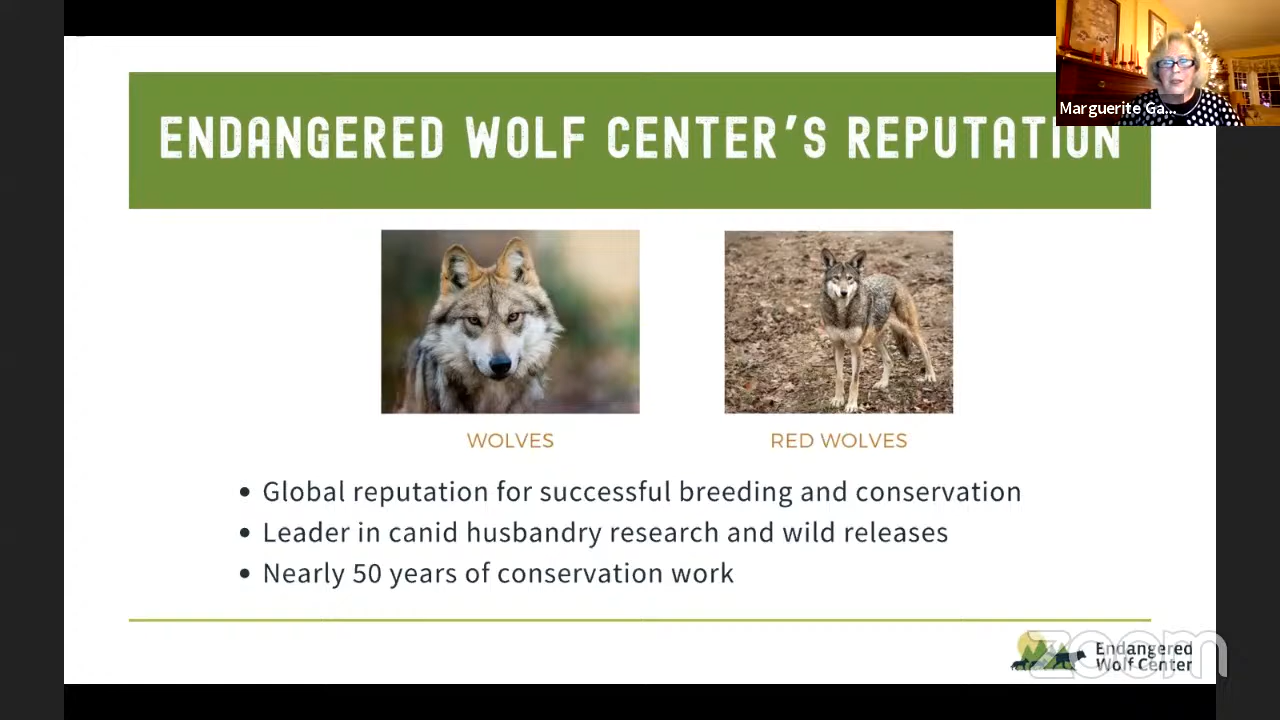 ENDANGERED WOLF CENTER'S REPUTATION
Marguerite Ga...
WOLVES
RED WOLVES
• Global reputation for successful breeding and conservation
• Leader in canid husbandry research and wild releases
• Nearly 50 years of conservation work
Endangered
Wolf Center
zoom